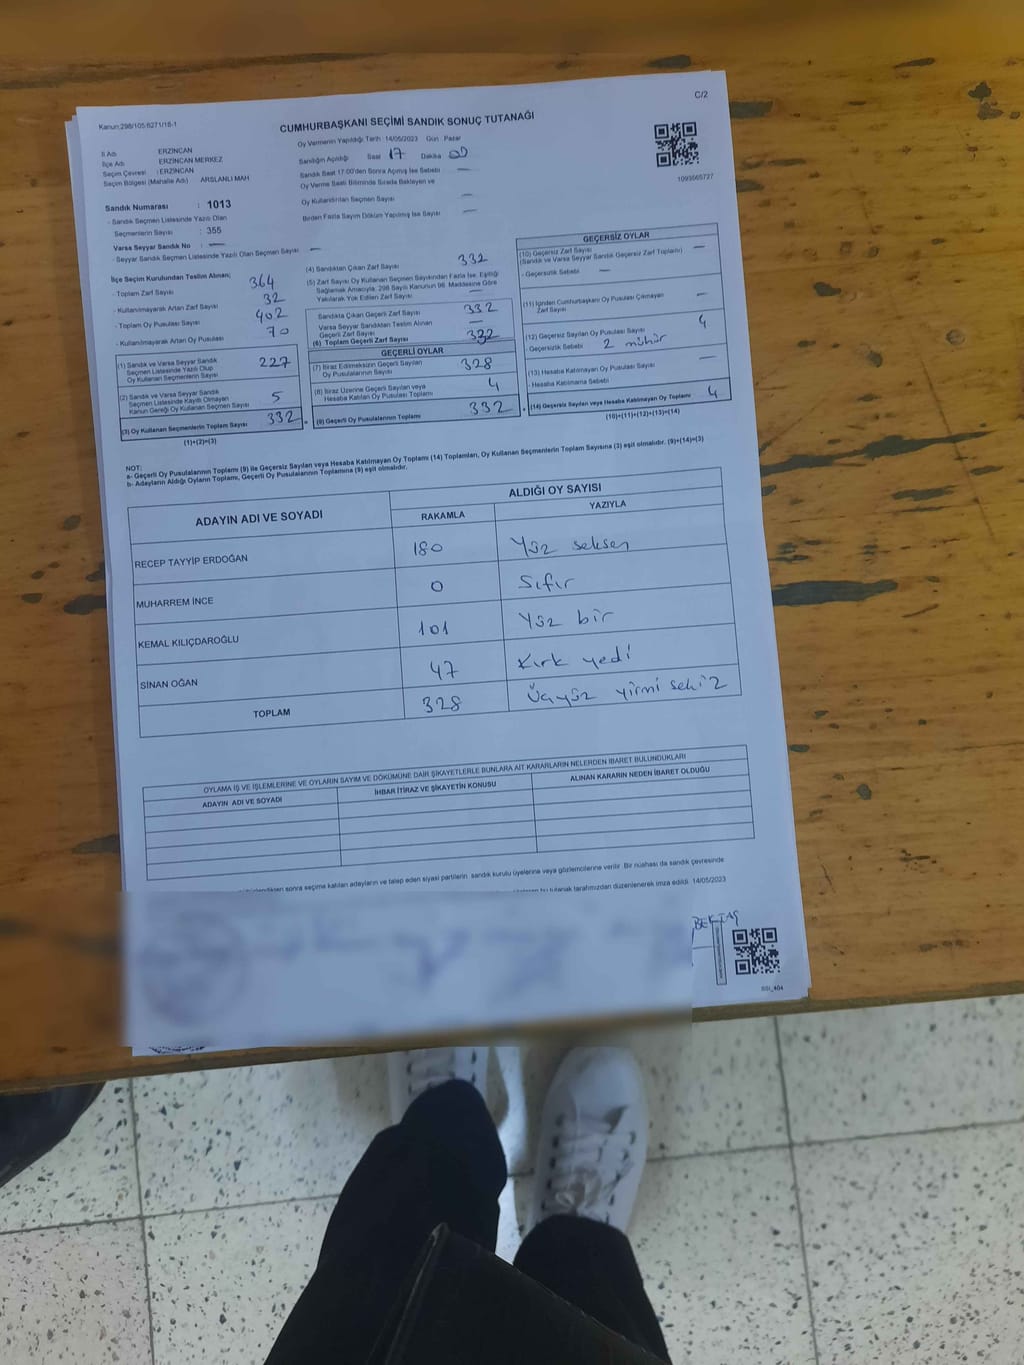 C/2
Kanun:298/105;6271/18-1
CUMHURBAŞKANI SEÇİMİ SANDIK SONUÇ TUTANAĞI
Oy Vermenin Yapıldığı Tarih :14/05/2023 Gün :Pazar
İl Adı : ERZİNCAN
İlçe Adı : ERZİNCAN MERKEZ
Seçim Çevresi : ERZİNCAN
Seçim Bölgesi (Mahalle Adı) : ARSLANLI MAH
Sandığın Açıldığı Saat 17 Dakika 00
Sandık Saat 17:00'den Sonra Açılmış İse Sebebi —
Oy Verme Saati Bitiminde Sırada Bekleyen ve
Oy Kullandırılan Seçmen Sayısı —
Birden Fazla Sayım Döküm Yapılmış İse Sayısı —
1093565727
Sandık Numarası : 1013
- Sandık Seçmen Listesinde Yazılı Olan
Seçmenlerin Sayısı : 355
Varsa Seyyar Sandık No : —
- Seyyar Sandık Seçmen Listesinde Yazılı Olan Seçmen Sayısı —
İlçe Seçim Kurulundan Teslim Alınan;
- Toplam Zarf Sayısı 364
- Kullanılmayarak Artan Zarf Sayısı 32
- Toplam Oy Pusulası Sayısı 402
- Kullanılmayarak Artan Oy Pusulası 70
(1) Sandık ve Varsa Seyyar Sandık
Seçmen Listesinde Yazılı Olup
Oy Kullanan Seçmenlerin Sayısı 227
(2) Sandık ve Varsa Seyyar Sandık
Seçmen Listesinde Kayıtlı Olmayan
Kanun Gereği Oy Kullanan Seçmen Sayısı 5
(3) Oy Kullanan Seçmenlerin Toplam Sayısı 332
(1)+(2)=(3)
(4) Sandıktan Çıkan Zarf Sayısı 332
(5) Zarf Sayısı Oy Kullanan Seçmen Sayısından Fazla İse; Eşitliği
Sağlamak Amacıyla, 298 Sayılı Kanunun 98. Maddesine Göre
Yakılarak Yok Edilen Zarf Sayısı —
Sandıkta Çıkan Geçerli Zarf Sayısı 332
Varsa Seyyar Sandıktan Teslim Alınan
Geçerli Zarf Sayısı —
(6) Toplam Geçerli Zarf Sayısı 332
GEÇERLİ OYLAR
(7) İtiraz Edilmeksizin Geçerli Sayılan
Oy Pusulalarının Sayısı 328
(8) İtiraz Üzerine Geçerli Sayılan veya
Hesaba Katılan Oy Pusulası Toplamı 4
(9) Geçerli Oy Pusulalarının Toplamı 332
GEÇERSİZ OYLAR
(10) Geçersiz Zarf Sayısı
(Sandık ve Varsa Seyyar Sandık Geçersiz Zarf Toplamı) —
- Geçersizlik Sebebi —
(11) İçinden Cumhurbaşkanı Oy Pusulası Çıkmayan
Zarf Sayısı —
(12) Geçersiz Sayılan Oy Pusulası Sayısı 4
- Geçersizlik Sebebi 2 mühür
(13) Hesaba Katılmayan Oy Pusulası Sayısı —
- Hesaba Katılmama Sebebi
(14) Geçersiz Sayılan veya Hesaba Katılmayan Oy Toplamı 4
(10)+(11)+(12)+(13)=(14)
NOT:
a- Geçerli Oy Pusulalarının Toplamı (9) ile Geçersiz Sayılan veya Hesaba Katılmayan Oy Toplamı (14) Toplamları, Oy Kullanan Seçmenlerin Toplam Sayısına (3) eşit olmalıdır. (9)+(14)=(3)
b- Adayların Aldığı Oyların Toplamı, Geçerli Oy Pusulalarının Toplamına (9) eşit olmalıdır.
ADAYIN ADI VE SOYADI
ALDIĞI OY SAYISI
RAKAMLA YAZIYLA
RECEP TAYYİP ERDOĞAN 180 Yüz seksen
MUHARREM İNCE 0 Sıfır
KEMAL KILIÇDAROĞLU 101 Yüz bir
SİNAN OĞAN 47 Kırk yedi
TOPLAM 328 Üçyüz yirmi sekiz
OYLAMA İŞ VE İŞLEMLERİNE VE OYLARIN SAYIM VE DÖKÜMÜNE DAİR ŞİKAYETLERLE BUNLARA AİT KARARLARIN NELERDEN İBARET BULUNDUKLARI
ADAYIN ADI VE SOYADI İHBAR İTİRAZ VE ŞİKAYETİN KONUSU ALINAN KARARIN NEDEN İBARET OLDUĞU
sonra seçime katılan adayların ve talep eden siyasi partilerin sandık kurulu üyelerine veya gözlemcilerine verilir. Bir nüshası da sandık çevresinde
bu tutanak tarafımızdan düzenlenerek imza edildi. 14/05/2023
BEKTAŞ